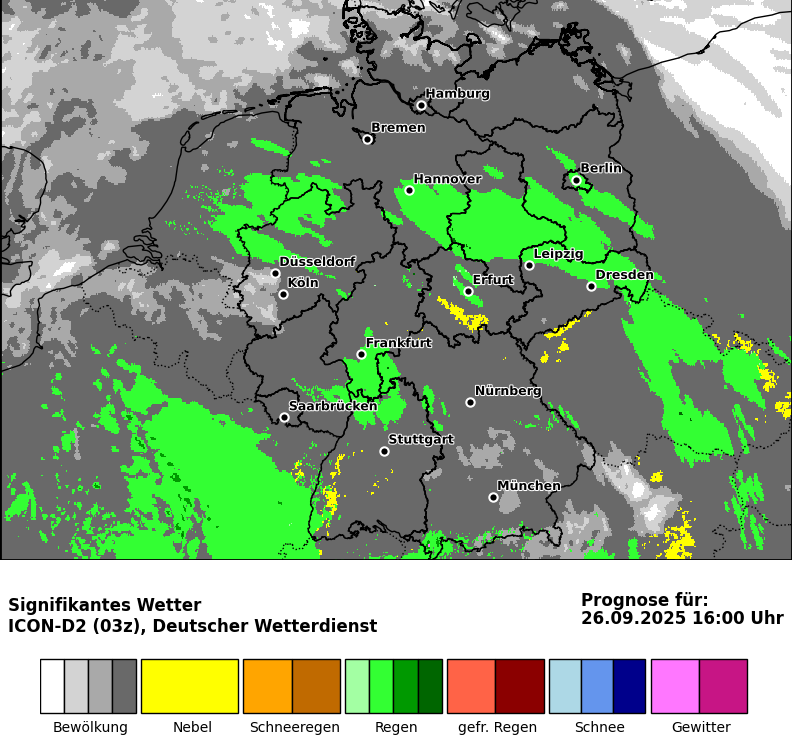 Hamburg
Bremen
Berlin
Hannover
Leipzig
Düsseldorf
Dresden
Erfurt
Köln
Frankfurt
Nürnberg
Saarbrücken
Stuttgart
München
Signifikantes Wetter
ICON-D2 (03z), Deutscher Wetterdienst
Prognose für:
26.09.2025 16:00 Uhr
Bewölkung
Nebel
Schneeregen
Regen
gefr. Regen
Schnee
Gewitter